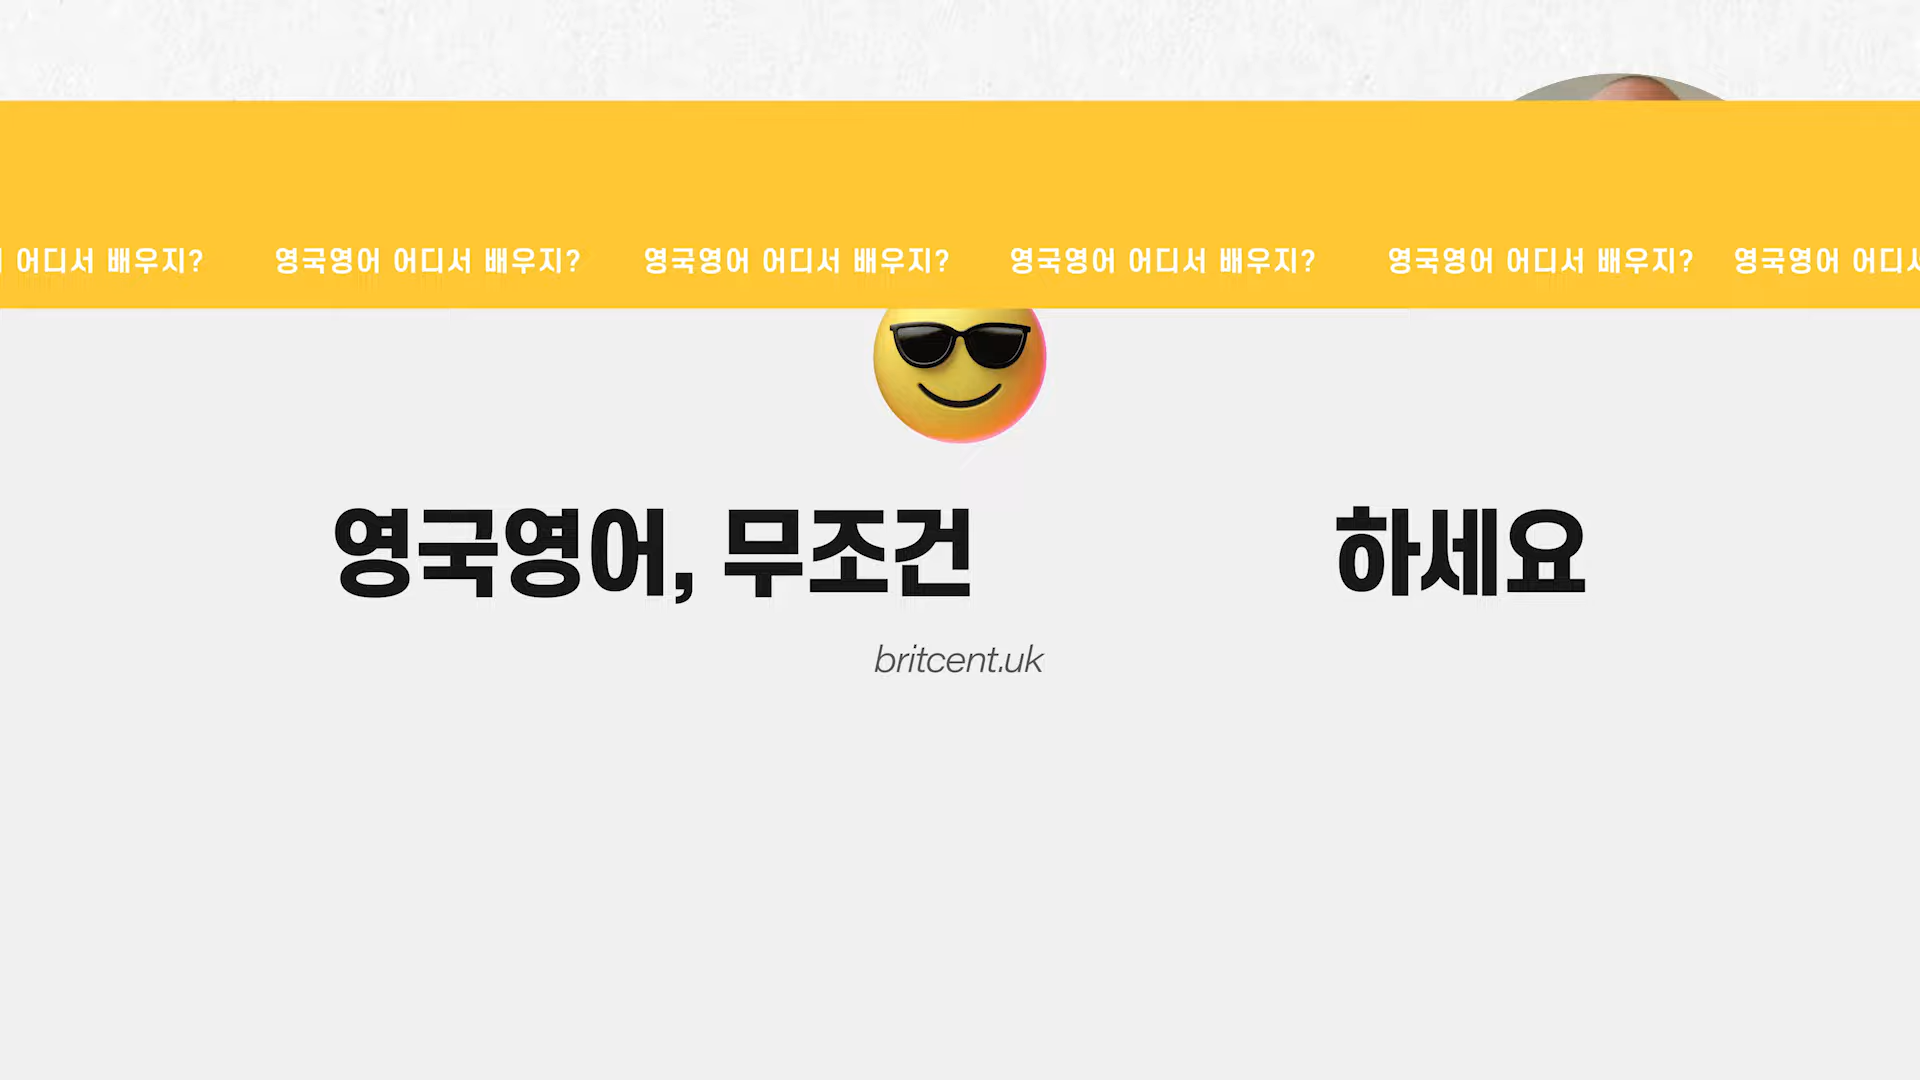 어디서 배우지? 영국영어 어디서 배우지? 영국영어 어디서 배우지? 영국영어 어디서 배우지? 영국영어 어디서 배우지? 영국영어
영국영어, 무조건 하세요
britcent.uk